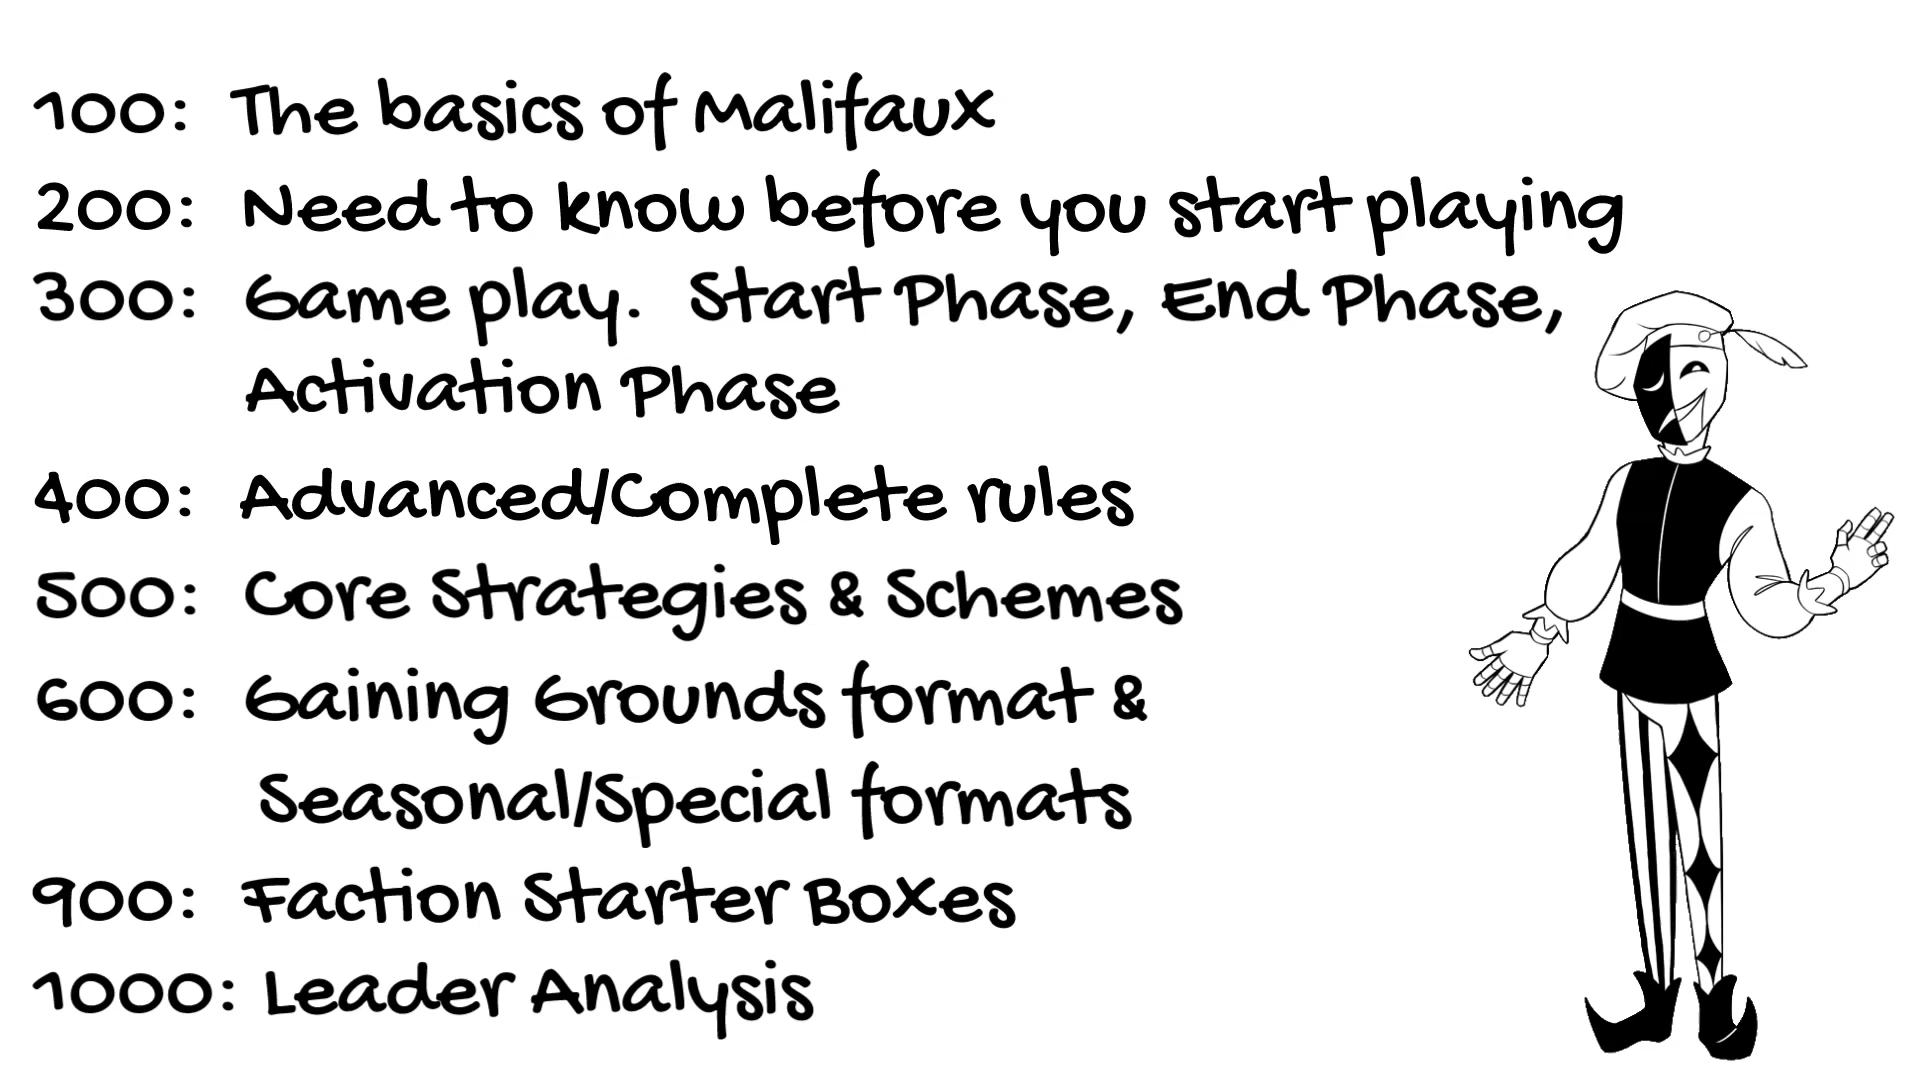 100: The basics of Malifaux
200: Need to know before you start playing
300: Game play. Start Phase, End Phase,
Activation Phase
400: Advanced/Complete rules
500: Core Strategies & Schemes
600: Gaining Grounds format &
Seasonal/Special formats
900: Faction Starter Boxes
1000: Leader Analysis